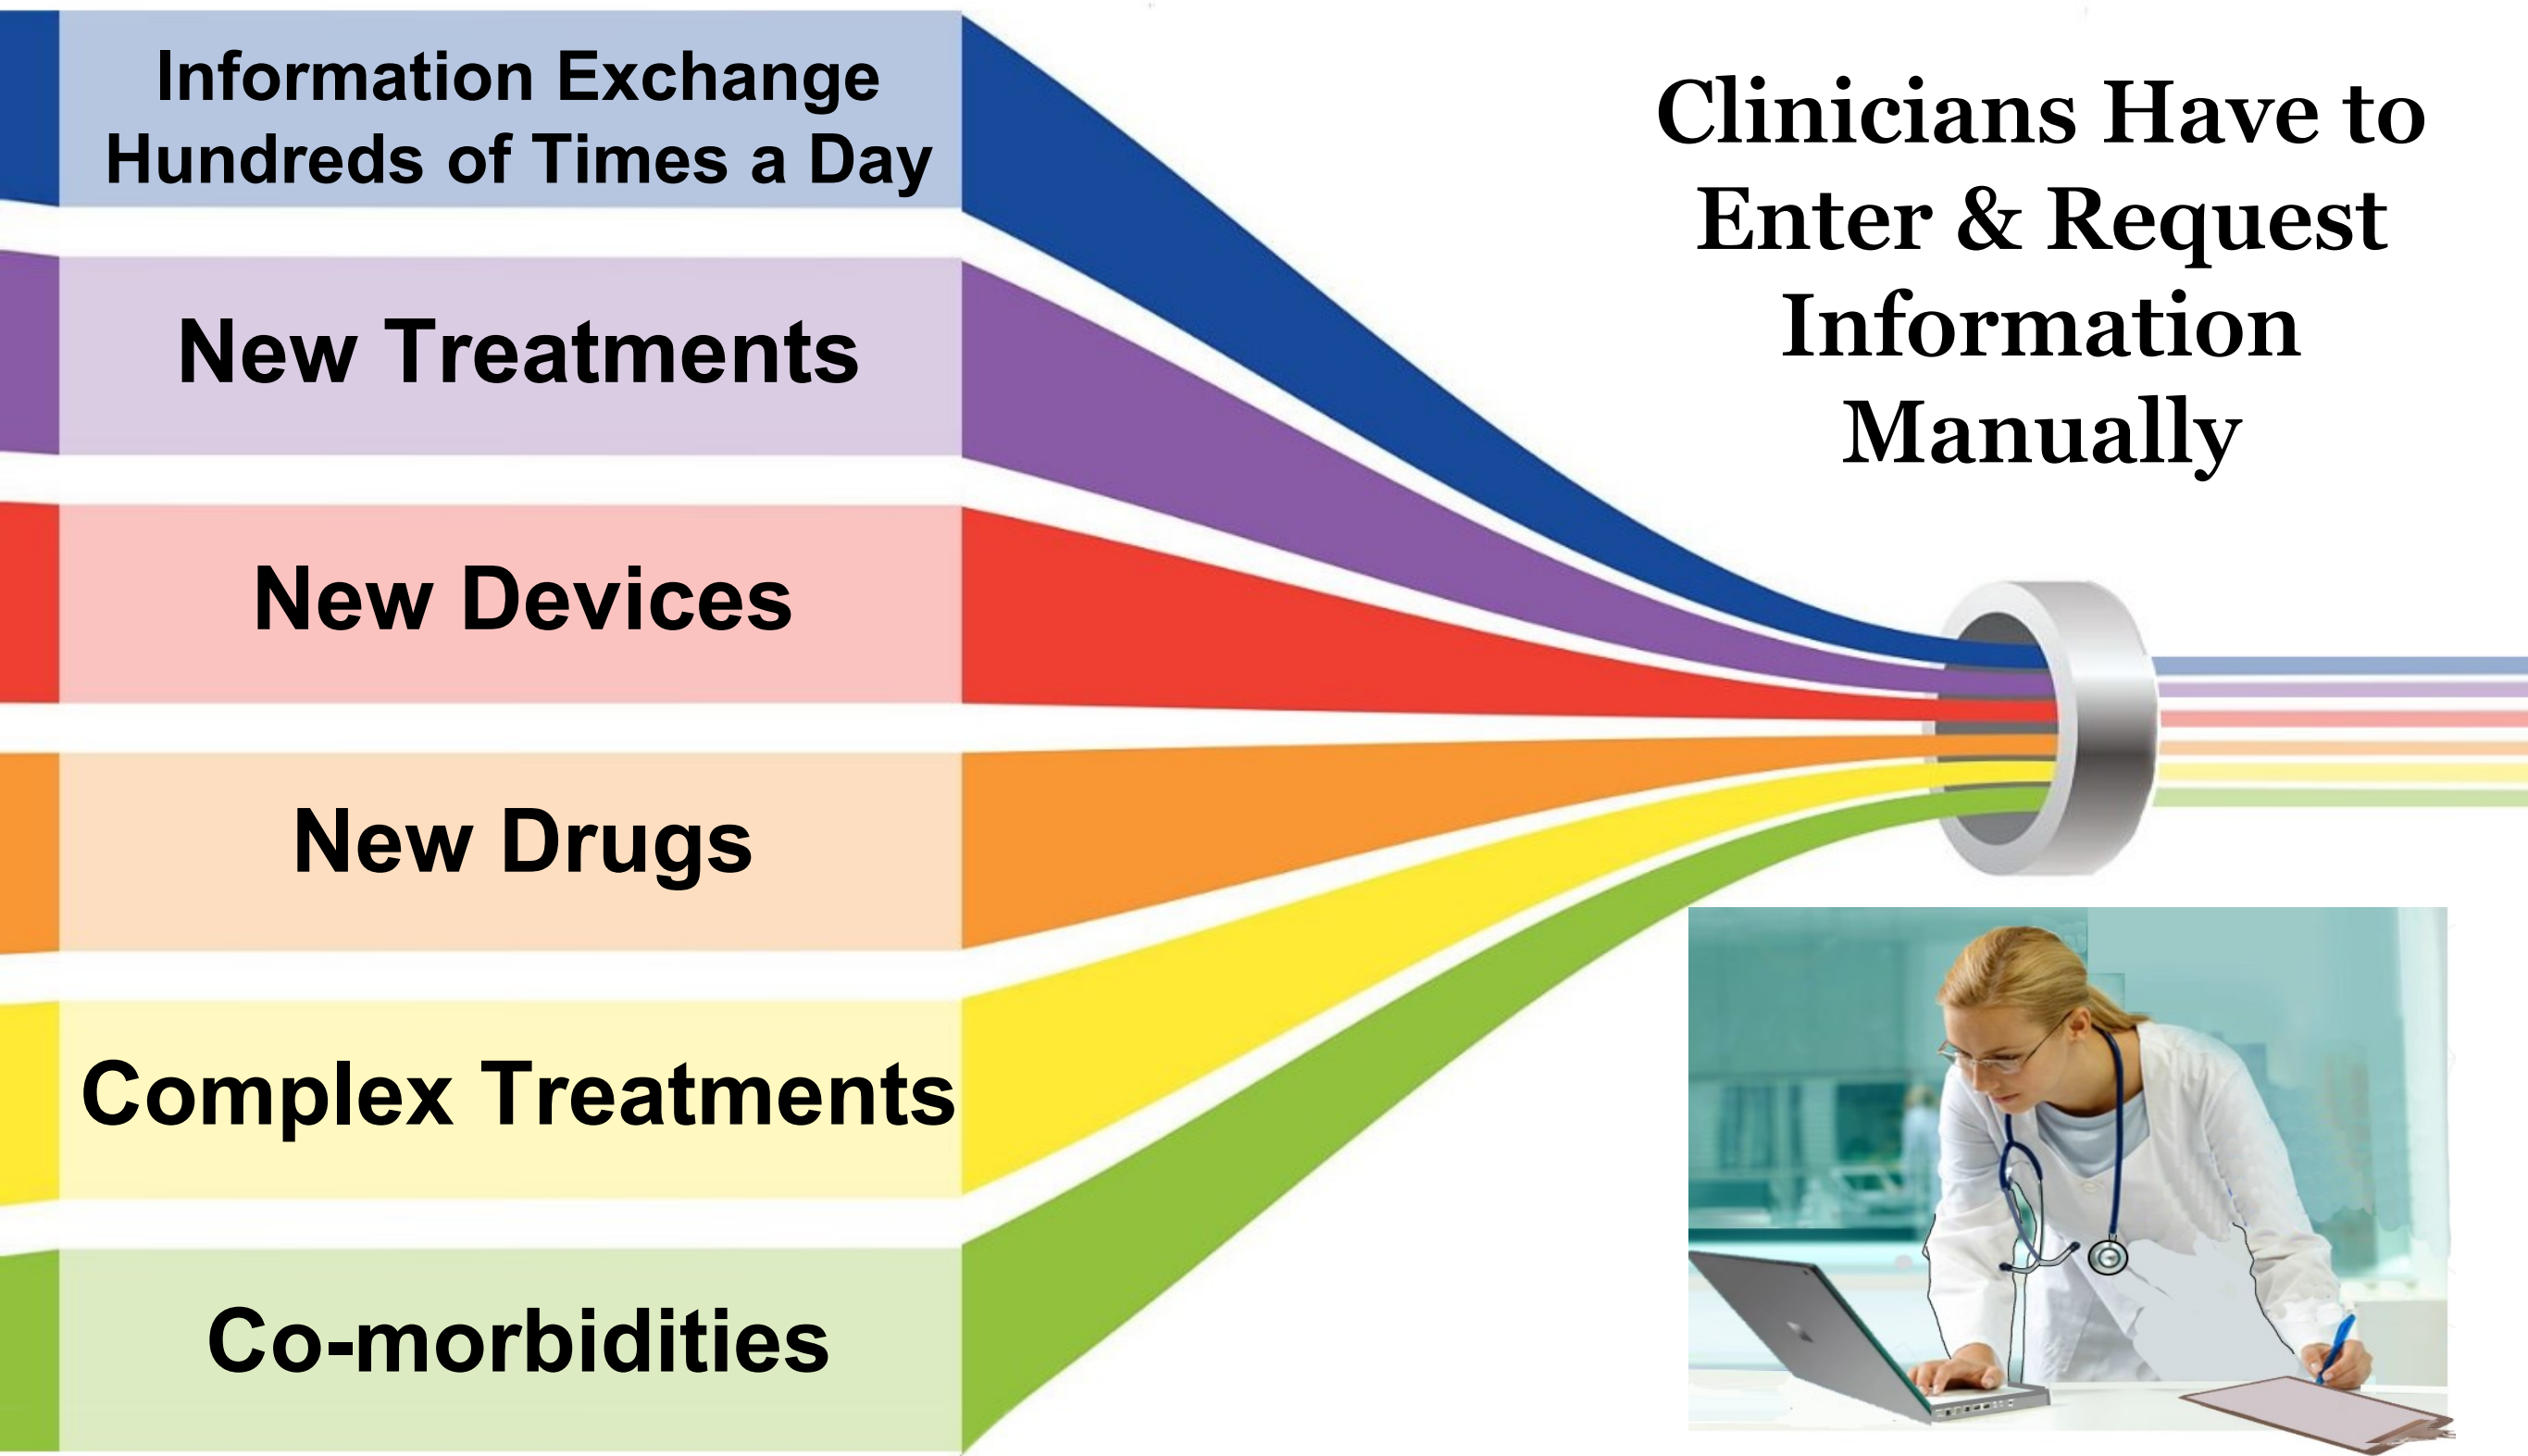 Information Exchange
Hundreds of Times a Day
New Treatments
New Devices
New Drugs
Complex Treatments
Co-morbidities
Clinicians Have to
Enter & Request
Information
Manually